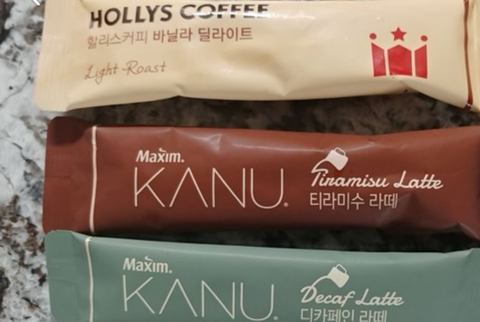 HOLLYS COFFEE
할리스커피 바닐라 딜라이트
Light Roast
Maxim.
KANU.
Tiramisu Latte
티라미수 라떼
Maxim.
KANU.
Decaf Latte
디카페인 라떼